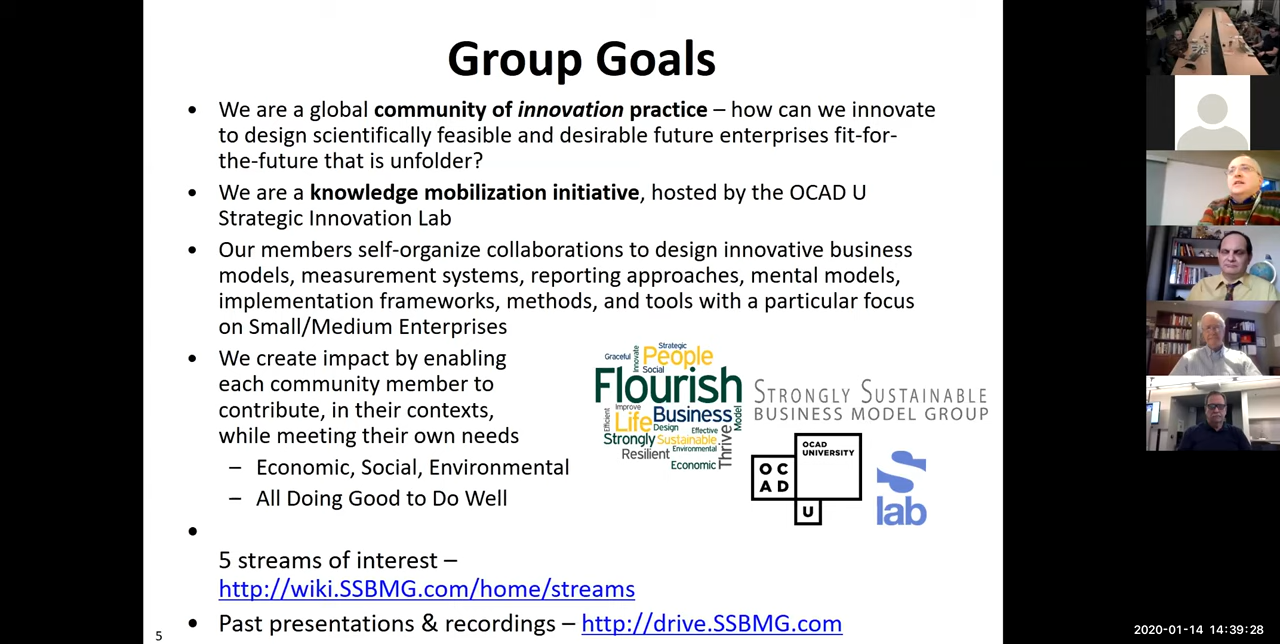 Group Goals
• We are a global community of innovation practice – how can we innovate
to design scientifically feasible and desirable future enterprises fit-for-
the-future that is unfolder?
• We are a knowledge mobilization initiative, hosted by the OCAD U
Strategic Innovation Lab
• Our members self-organize collaborations to design innovative business
models, measurement systems, reporting approaches, mental models,
implementation frameworks, methods, and tools with a particular focus
on Small/Medium Enterprises
• We create impact by enabling
each community member to
contribute, in their contexts,
while meeting their own needs
– Economic, Social, Environmental
– All Doing Good to Do Well
•
5 streams of interest –
http://wiki.SSBMG.com/home/streams
• Past presentations & recordings – http://drive.SSBMG.com
5
Strategic
Graceful
Innovate
People
Social
Flourish
Efficient
Improve
Life
Business
Model
Design
Effective
Strongly
Sustainable
Thrive
Resilient
Environmental
Economic
STRONGLY SUSTAINABLE
BUSINESS MODEL GROUP
OCAD
UNIVERSITY
OC
AD
U
S
lab
2020-01-14 14:39:28